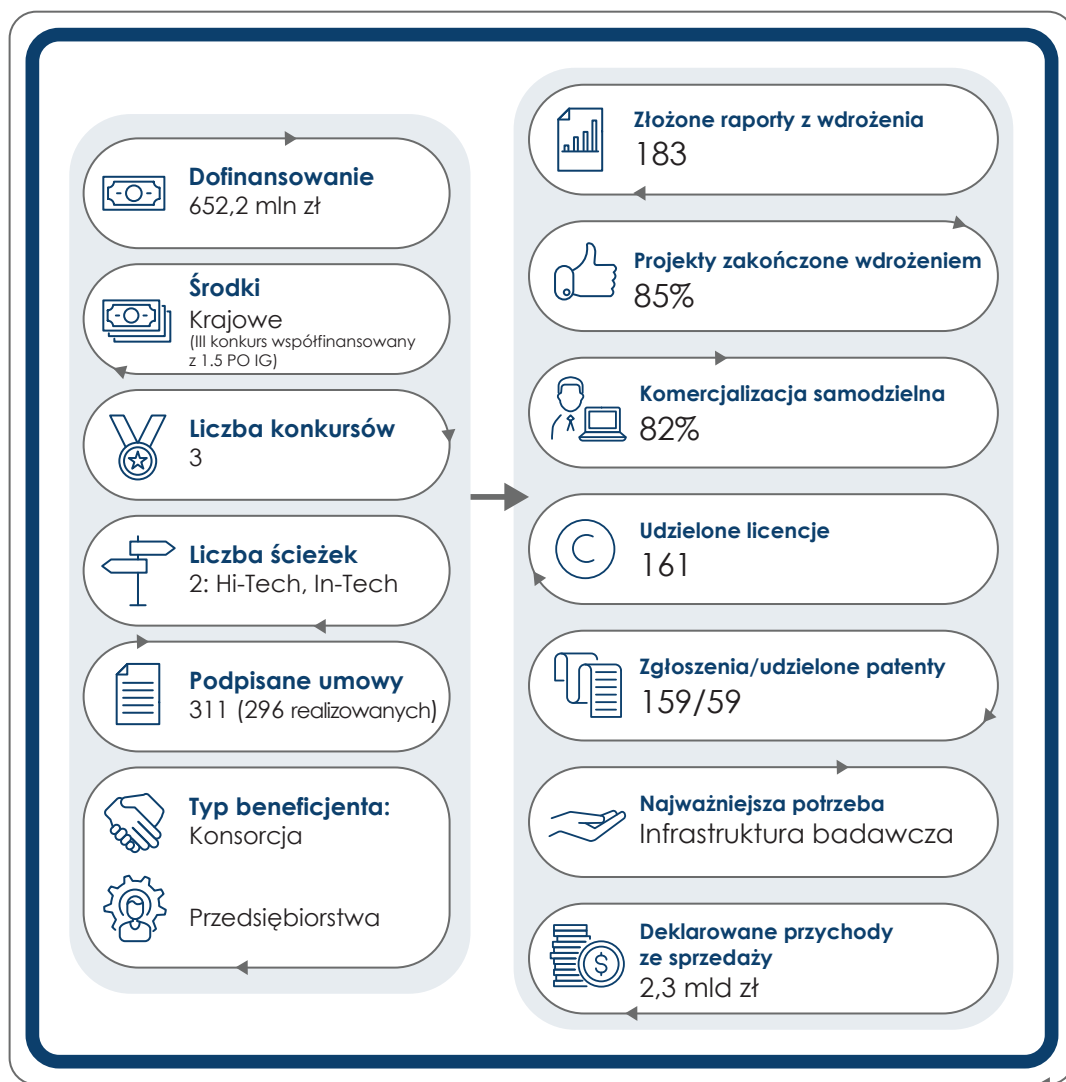 Dofinansowanie
652,2 mln zł
Środki
Krajowe
(III konkurs współfinansowany
z 1.5 PO IG)
Liczba konkursów
3
Liczba ścieżek
2: Hi-Tech, In-Tech
Podpisane umowy
311 (296 realizowanych)
Typ beneficjenta:
Konsorcja
Przedsiębiorstwa
Złożone raporty z wdrożenia
183
Projekty zakończone wdrożeniem
85%
Komercjalizacja samodzielna
82%
Udzielone licencje
C
161
Zgłoszenia/udzielone patenty
159/59
Najważniejsza potrzeba
Infrastruktura badawcza
Deklarowane przychody
ze sprzedaży
$
2,3 mld zł